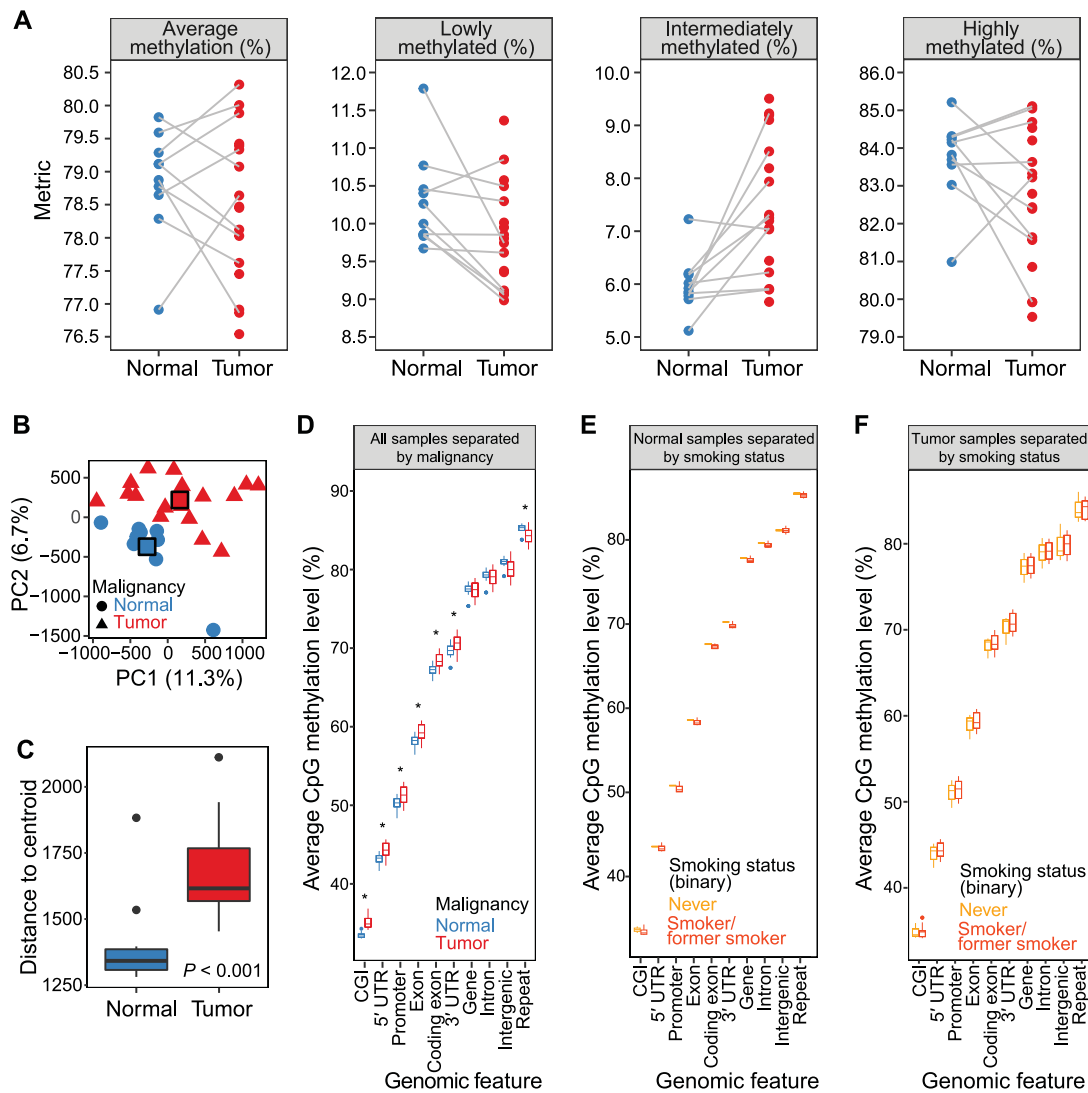 A
Average
methylation (%)
Lowly
methylated (%)
Intermediately
methylated (%)
Highly
methylated (%)
Metric
80.5
80.0
79.5
79.0
78.5
78.0
77.5
77.0
76.5
Normal Tumor
12.0
11.5
11.0
10.5
10.0
9.5
9.0
8.5
Normal Tumor
10.0
9.0
8.0
7.0
6.0
5.0
Normal Tumor
86.0
85.0
84.0
83.0
82.0
81.0
80.0
79.0
Normal Tumor
B
PC2 (6.7%)
500
0
−500
−1000
−1500
Malignancy
Normal
Tumor
−1000 −500 0 500 1000
PC1 (11.3%)
C
Distance to centroid
2000
1750
1500
1250
P < 0.001
Normal Tumor
D
All samples separated
by malignancy
Average CpG methylation level (%)
90
80
70
60
50
40
* * * * * * *
Malignancy
Normal
Tumor
CGI
5′ UTR
Promoter
Exon
Coding exon
3′ UTR
Gene
Intron
Intergenic
Repeat
Genomic feature
E
Normal samples separated
by smoking status
Average CpG methylation level (%)
80
70
60
50
40
Smoking status
(binary)
Never
Smoker/
former smoker
CGI
5′ UTR
Promoter
Exon
Coding exon
3′ UTR
Gene
Intron
Intergenic
Repeat
Genomic feature
F
Tumor samples separated
by smoking status
Average CpG methylation level (%)
80
70
60
50
40
Smoking status
(binary)
Never
Smoker/
former smoker
CGI
5′ UTR
Promoter
Exon
Coding exon
3′ UTR
Gene
Intron
Intergenic
Repeat
Genomic feature